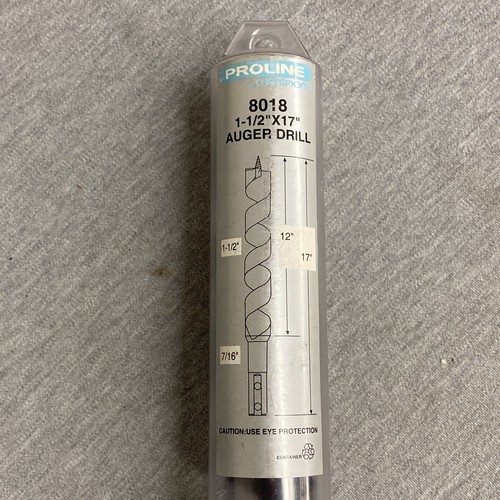 PROLINE
8018
1-1/2"X17"
AUGER DRILL
12"
1-1/2"
17"
7/16"
CAUTION:USE EYE PROTECTION
CONTAINER